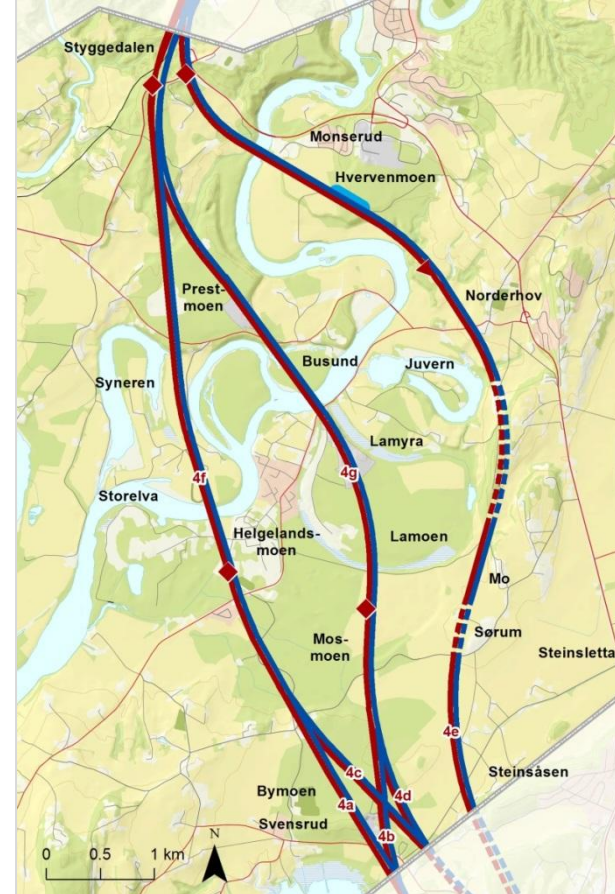 Styggedalen
Monserud
Hvervenmoen
Prest-
moen
Norderhov
Busund
Juvern
Syneren
Lamyra
4f
4g
Storelva
Helgelands-
moen
Lamoen
Mo
Mos-
moen
Sørum
Steinsletta
4e
4c
Steinsåsen
Bymoen
4a
4d
Svensrud
4b
N
0 0.5 1 km